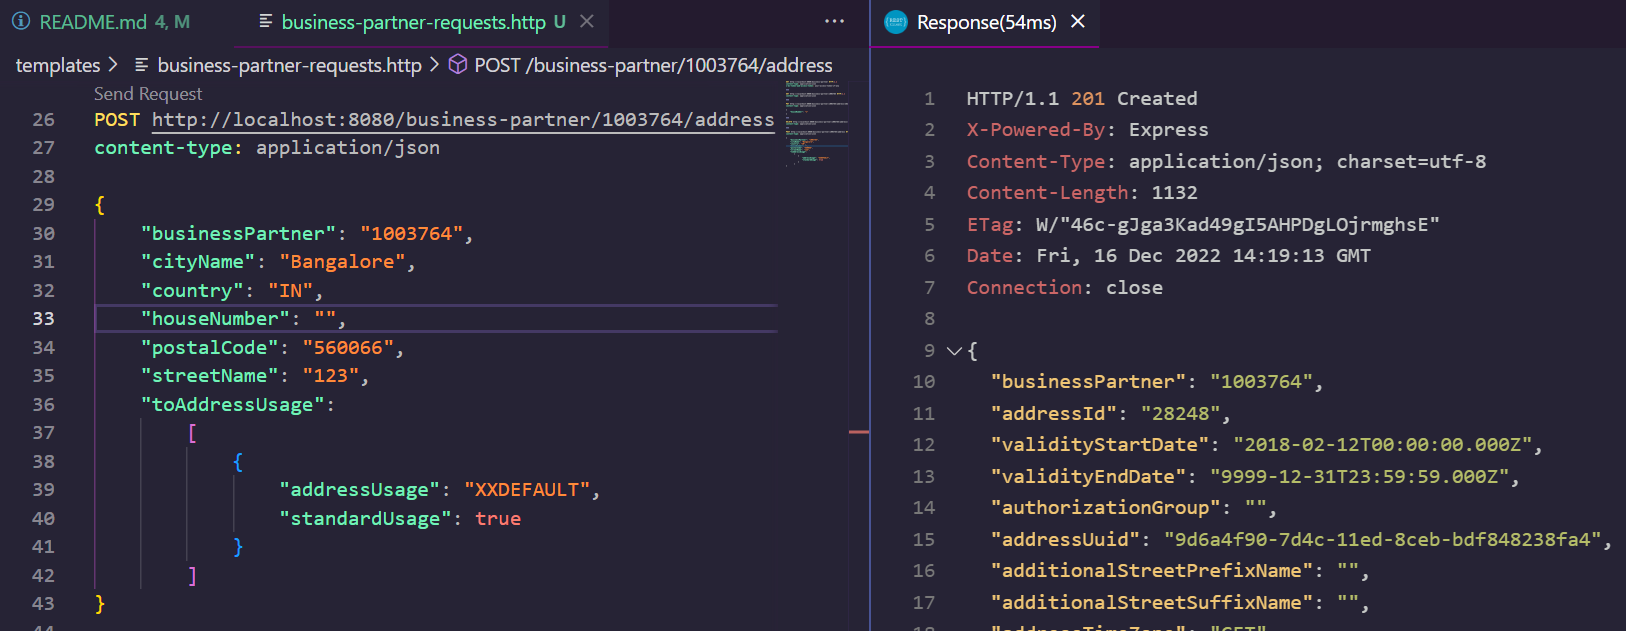 README.md 4, M
business-partner-requests.http U
Response(54ms)
templates > business-partner-requests.http > POST /business-partner/1003764/address
Send Request
26 POST http://localhost:8080/business-partner/1003764/address
27 content-type: application/json
28
29 {
30 "businessPartner": "1003764",
31 "cityName": "Bangalore",
32 "country": "IN",
33 "houseNumber": "",
34 "postalCode": "560066",
35 "streetName": "123",
36 "toAddressUsage":
37 [
38 {
39 "addressUsage": "XXDEFAULT",
40 "standardUsage": true
41 }
42 ]
43 }
44
1 HTTP/1.1 201 Created
2 X-Powered-By: Express
3 Content-Type: application/json; charset=utf-8
4 Content-Length: 1132
5 ETag: W/"46c-gJga3Kad49gI5AHPDgLOjrmghsE"
6 Date: Fri, 16 Dec 2022 14:19:13 GMT
7 Connection: close
8
9 {
10 "businessPartner": "1003764",
11 "addressId": "28248",
12 "validityStartDate": "2018-02-12T00:00:00.000Z",
13 "validityEndDate": "9999-12-31T23:59:59.000Z",
14 "authorizationGroup": "",
15 "addressUuid": "9d6a4f90-7d4c-11ed-8ceb-bdf848238fa4",
16 "additionalStreetPrefixName": "",
17 "additionalStreetSuffixName": "",
18 "addressTimeZone": "CET"